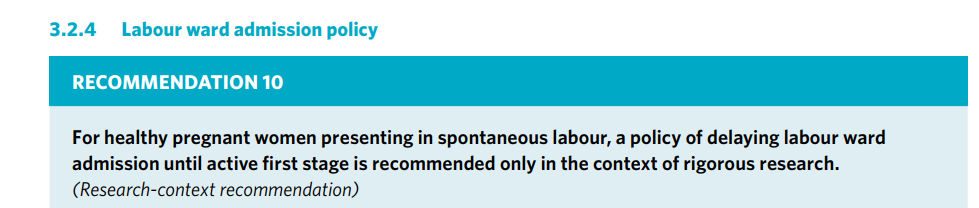 3.2.4 Labour ward admission policy
RECOMMENDATION 10
For healthy pregnant women presenting in spontaneous labour, a policy of delaying labour ward
admission until active first stage is recommended only in the context of rigorous research.
(Research-context recommendation)